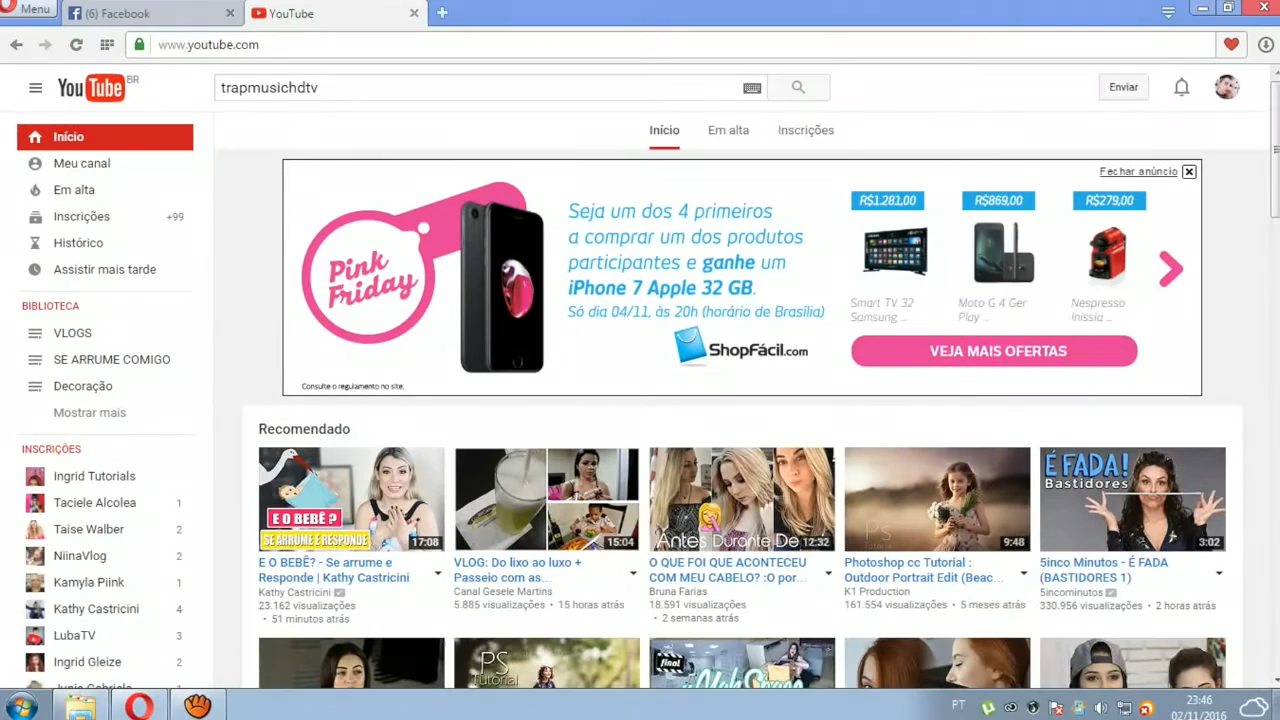 Menu
(6) Facebook
YouTube
www.youtube.com
YouTube BR
trapmusichdtv
Enviar
Início
Em alta
Inscrições
Início
Meu canal
Em alta
Inscrições +99
Histórico
Assistir mais tarde
BIBLIOTECA
VLOGS
SE ARRUME COMIGO
Decoração
Mostrar mais
INSCRIÇÕES
Ingrid Tutorials
Taciele Alcolea 1
Taise Walber 2
NiinaVlog 2
Kamyla Piink 1
Kathy Castricini 4
LubaTV 3
Ingrid Gleize 2
Fechar anúncio
Pink
Friday
Seja um dos 4 primeiros
a comprar um dos produtos
participantes e ganhe um
iPhone 7 Apple 32 GB.
Só dia 04/11, às 20h (horário de Brasília)
ShopFácil.com
Consulte o regulamento no site.
R$1.281,00
R$869,00
R$279,00
Smart TV 32
Samsung ...
Moto G 4 Ger
Play ...
Nespresso
Inissia ...
VEJA MAIS OFERTAS
Recomendado
E O BEBÊ ?
SE ARRUME E RESPONDE
17:08
E O BEBÊ? - Se arrume e
Responde | Kathy Castricini
Kathy Castricini
23.162 visualizações
• 51 minutos atrás
15:04
VLOG: Do lixo ao luxo +
Passeio com as...
Canal Gesele Martins
5.885 visualizações • 15 horas atrás
Antes Durante De
12:32
O QUE FOI QUE ACONTECEU
COM MEU CABELO? :O por...
Bruna Farias
18.591 visualizações
• 2 semanas atrás
PS
9:48
Photoshop cc Tutorial :
Outdoor Portrait Edit (Beac...
K1 Production
161.554 visualizações • 5 meses atrás
É FADA!
Bastidores
3:02
5inco Minutos - É FADA
(BASTIDORES 1)
5incominutos
330.956 visualizações • 2 horas atrás
PS
Tutorial
final
PT
23:46
02/11/2016